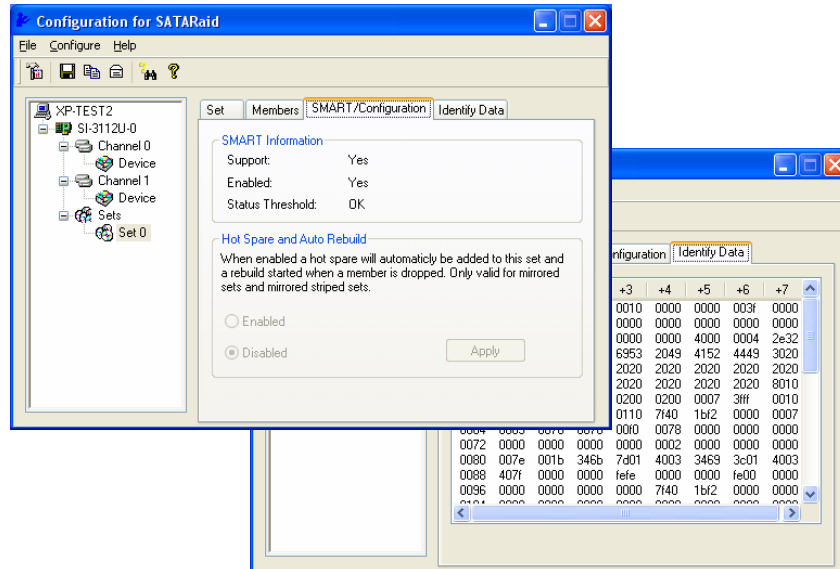 Configuration for SATARaid
File Configure Help
XP-TEST2
SI-3112U-0
Channel 0
Device
Channel 1
Device
Sets
Set 0
Set Members SMART/Configuration Identify Data
SMART Information
Support: Yes
Enabled: Yes
Status Threshold: OK
Hot Spare and Auto Rebuild
When enabled a hot spare will automaticly be added to this set and
a rebuild started when a member is dropped. Only valid for mirrored
sets and mirrored striped sets.
Enabled
Disabled
Apply
nfiguration Identify Data
+3 +4 +5 +6 +7
0010 0000 0000 003f 0000
0000 0000 0000 0000 0000
0000 0000 4000 0004 2e32
6953 2049 4152 4449 3020
2020 2020 2020 2020 2020
2020 2020 2020 2020 8010
0200 0200 0007 3fff 0010
0110 7f40 1bf2 0000 0007
00f0 0078 0000 0000 0000
0072 0000 0000 0000 0000 0002 0000 0000 0000
0080 007e 001b 346b 7d01 4003 3469 3c01 4003
0088 407f 0000 0000 fefe 0000 0000 fe00 0000
0096 0000 0000 0000 0000 7f40 1bf2 0000 0000